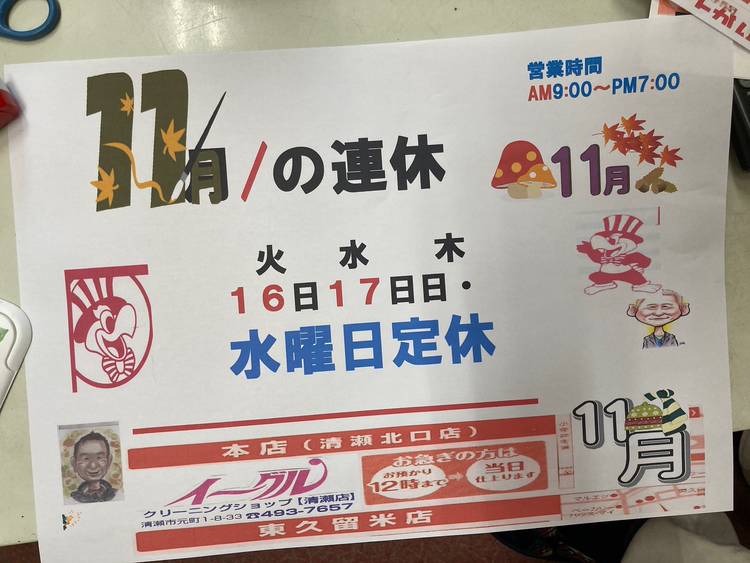 営業時間
AM9:00～PM7:00
11月/の連休
11月
火 水 木
16日17日日・
水曜日定休
11月
本店(清瀬北口店)
イーグル
クリーニングショップ【清瀬店】
清瀬市元町1-8-33 ☎493-7657
お急ぎの方は
お預かり
12時まで
当日
仕上ります
東久留米店
マルエツ